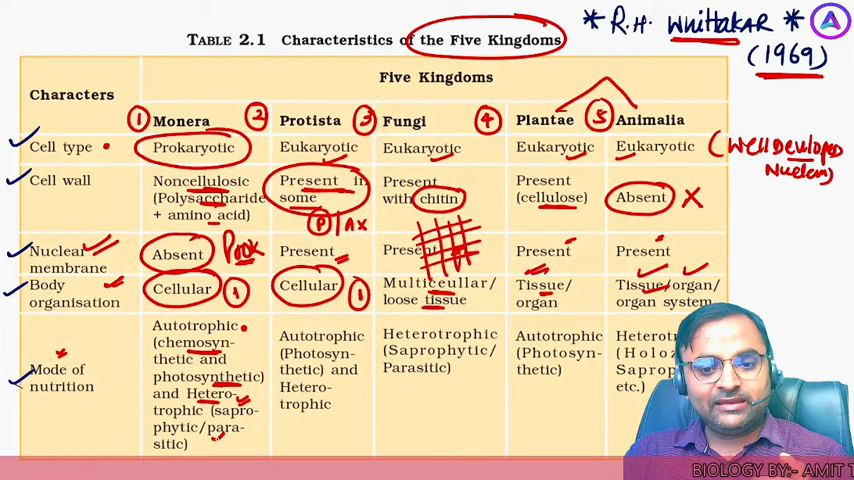 * R.H. Whittakar *
(1969)
TABLE 2.1 Characteristics of the Five Kingdoms
Five Kingdoms
Characters
1 Monera
2 Protista
3 Fungi
4 Plantae
5 Animalia
Cell type
Prokaryotic
Eukaryotic
Eukaryotic
Eukaryotic
Eukaryotic
(Well Developed
Nucleus)
Cell wall
Noncellulosic
(Polysaccharide
+ amino acid)
Present in
some
P/AX
Present
with chitin
Present
(cellulose)
Absent X
Nuclear
membrane
Absent
Prok
Present
Present
Present
Present
Body
organisation
Cellular 1
Cellular 1
Multiceullar/
loose tissue
Tissue/
organ
Tissue/organ/
organ system
Mode of
nutrition
Autotrophic
(chemosyn-
thetic and
photosynthetic)
and Hetero-
trophic (sapro-
phytic/para-
sitic)
Autotrophic
(Photosyn-
thetic) and
Hetero-
trophic
Heterotrophic
(Saprophytic/
Parasitic)
Autotrophic
(Photosyn-
thetic)
Heterot
(Holoz
Saprop
etc.)
BIOLOGY BY:- AMIT T